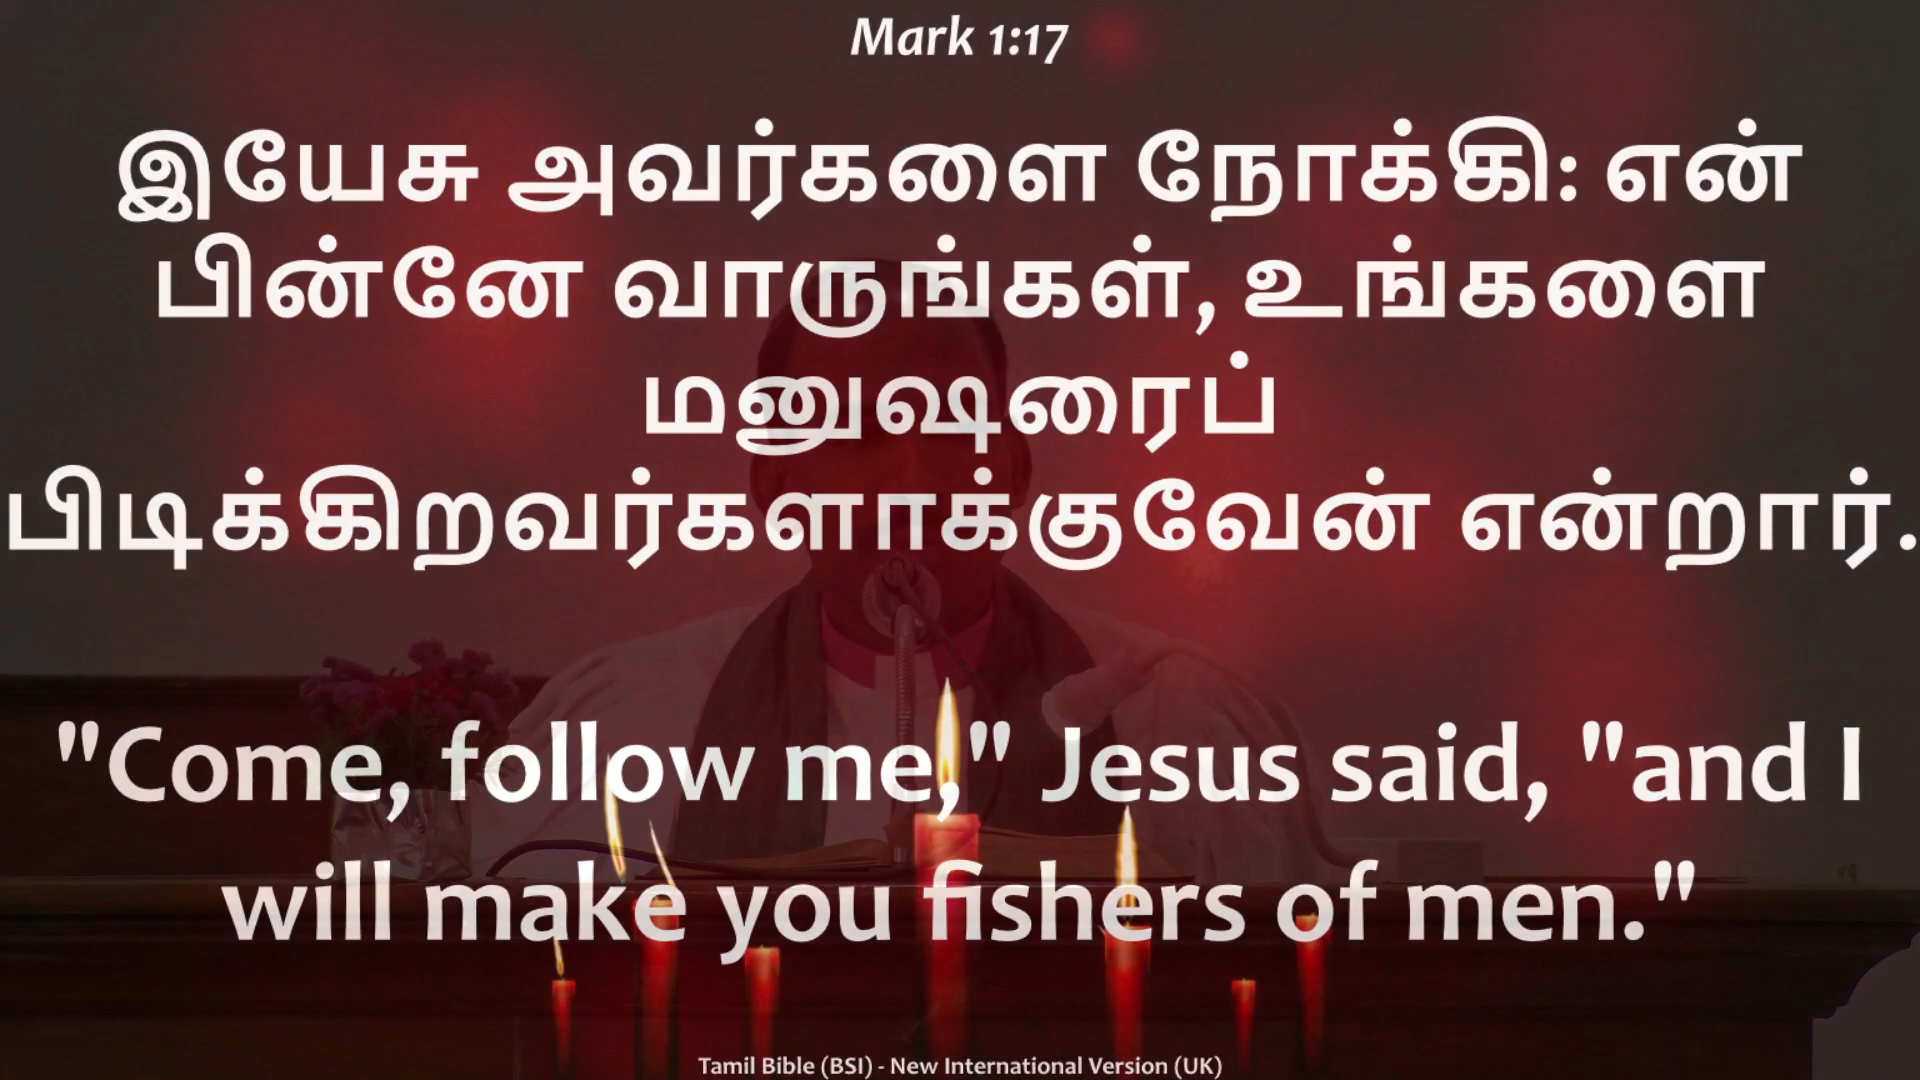 Mark 1:17
இயேசு அவர்களை நோக்கி: என்
பின்னே வாருங்கள், உங்களை
மனுஷரைப்
பிடிக்கிறவர்களாக்குவேன் என்றார்.
"Come, follow me," Jesus said, "and I
will make you fishers of men."
Tamil Bible (BSI) - New International Version (UK)